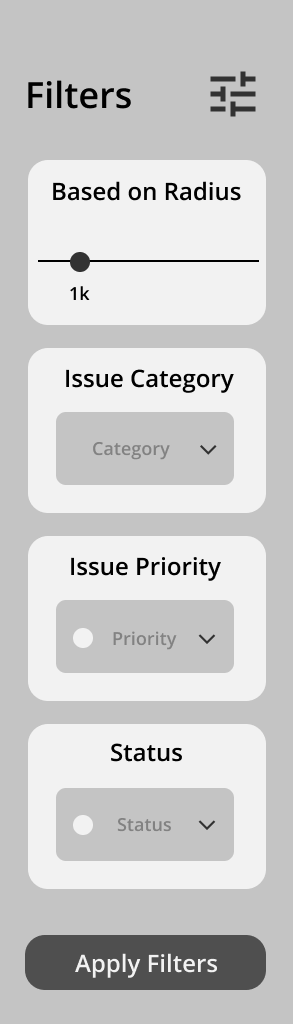 Filters
Based on Radius
1k
Issue Category
Category
Issue Priority
Priority
Status
Status
Apply Filters